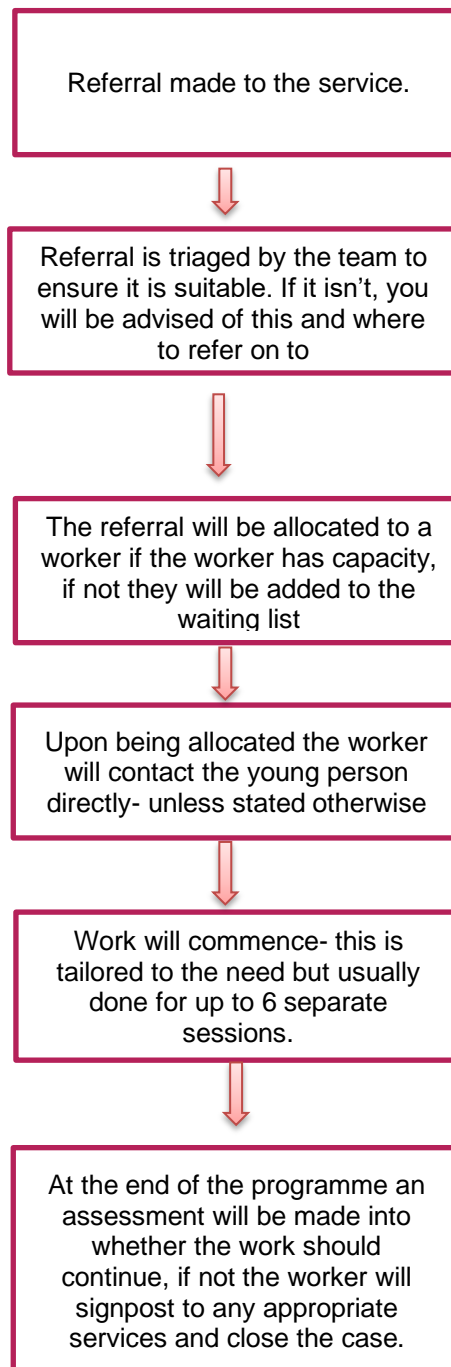 Referral made to the service.
Referral is triaged by the team to
ensure it is suitable. If it isn’t, you
will be advised of this and where
to refer on to
The referral will be allocated to a
worker if the worker has capacity,
if not they will be added to the
waiting list
Upon being allocated the worker
will contact the young person
directly- unless stated otherwise
Work will commence- this is
tailored to the need but usually
done for up to 6 separate
sessions.
At the end of the programme an
assessment will be made into
whether the work should
continue, if not the worker will
signpost to any appropriate
services and close the case.